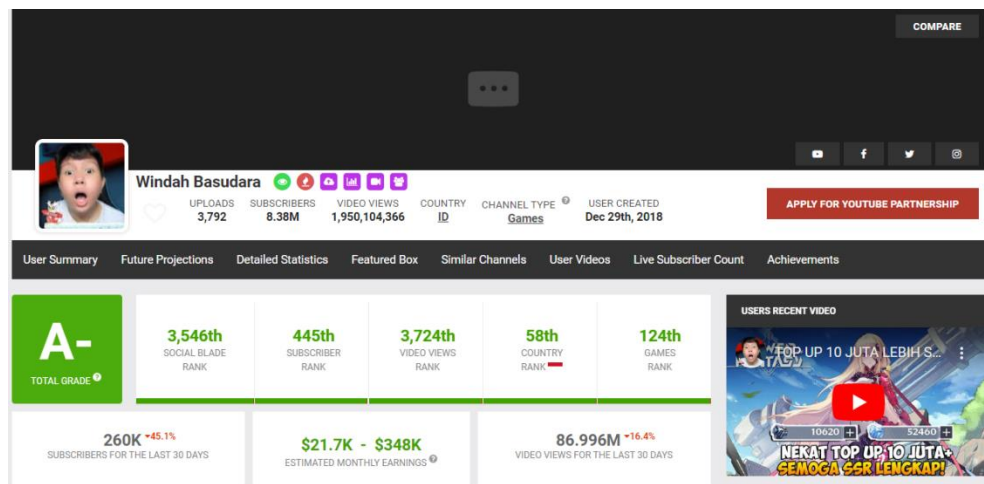 COMPARE
Windah Basudara
UPLOADS SUBSCRIBERS VIDEO VIEWS COUNTRY CHANNEL TYPE USER CREATED
3,792 8.38M 1,950,104,366 ID Games Dec 29th, 2018
APPLY FOR YOUTUBE PARTNERSHIP
User Summary Future Projections Detailed Statistics Featured Box Similar Channels User Videos Live Subscriber Count Achievements
A-
TOTAL GRADE
3,546th 445th 3,724th 58th 124th
SOCIAL BLADE SUBSCRIBER VIDEO VIEWS COUNTRY GAMES
RANK RANK RANK RANK RANK
260K -45.1%
SUBSCRIBERS FOR THE LAST 30 DAYS
$21.7K - $348K
ESTIMATED MONTHLY EARNINGS
86.996M -16.4%
VIDEO VIEWS FOR THE LAST 30 DAYS
USERS RECENT VIDEO
TOP UP 10 JUTA LEBIH S...
10620 + 52460 +
NEKAT TOP UP 10 JUTA+
SEMOGA SSR LENGKAP!